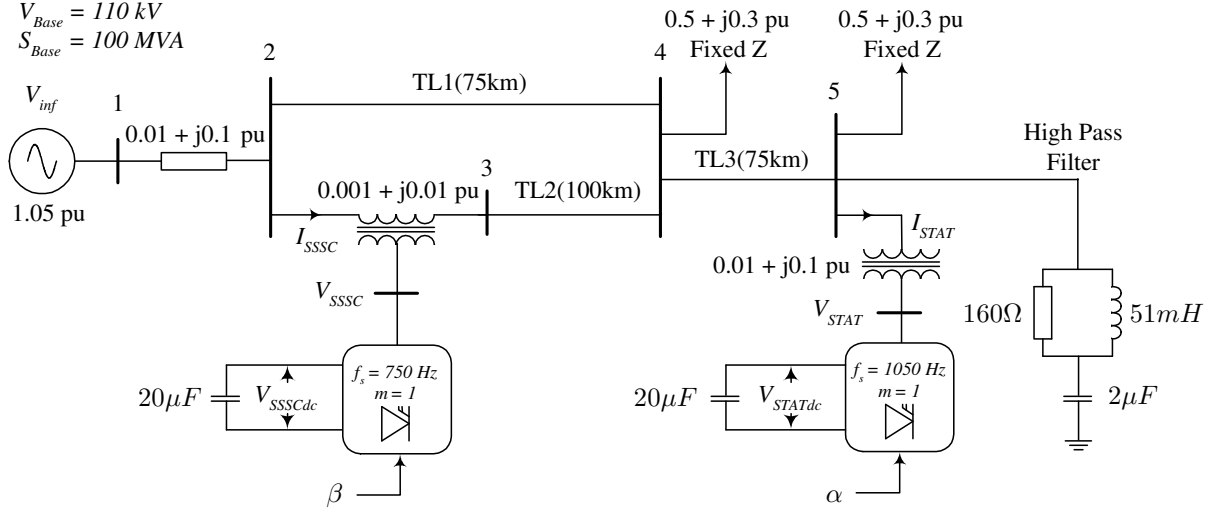 V_Base = 110 kV
S_Base = 100 MVA
V_inf
1
0.01 + j0.1 pu
1.05 pu
2
TL1(75km)
0.001 + j0.01 pu
3
TL2(100km)
I_SSSC
V_SSSC
f_s = 750 Hz
m = 1
20μF
V_SSSCdc
β
4
0.5 + j0.3 pu
Fixed Z
TL3(75km)
5
0.5 + j0.3 pu
Fixed Z
High Pass
Filter
I_STAT
0.01 + j0.1 pu
V_STAT
f_s = 1050 Hz
m = 1
20μF
V_STATdc
α
160Ω
51mH
2μF